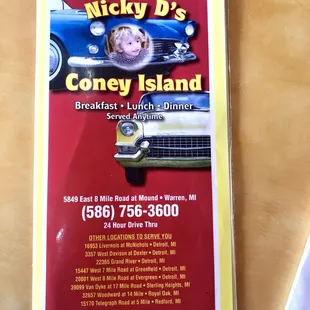 Nicky D's
Coney Island
Breakfast • Lunch • Dinner
Served Anytime
5849 East 8 Mile Road at Mound • Warren, MI
(586) 756-3600
24 Hour Drive Thru
OTHER LOCATIONS TO SERVE YOU
16953 Livernois at McNichols • Detroit, MI
3357 West Davison at Dexter • Detroit, MI
22365 Grand River • Detroit, MI
15447 West 7 Mile Road at Greenfield • Detroit, MI
20001 West 8 Mile Road at Evergreen • Detroit, MI
39099 Van Dyke at 17 Mile Road • Sterling Heights, MI
32657 Woodward at 14 Mile • Royal Oak, MI
15176 Telegraph Road at 5 Mile • Redford, MI